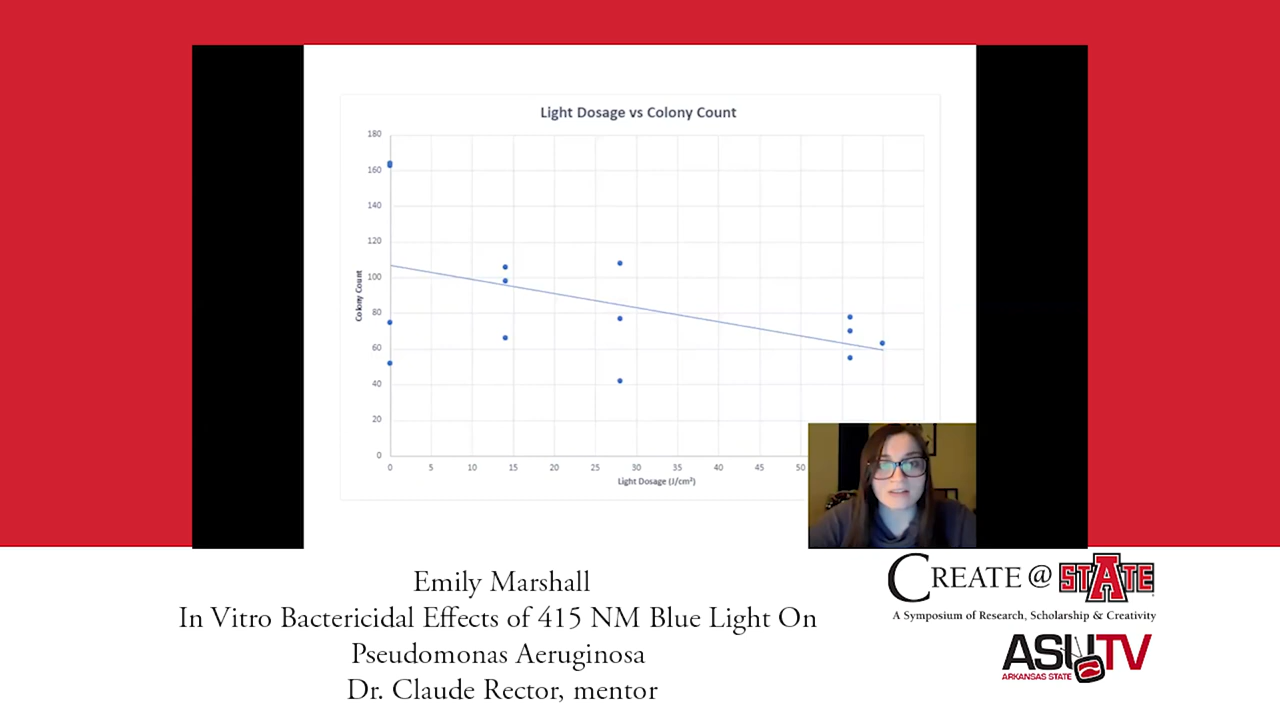 Light Dosage vs Colony Count
180
160
140
120
100
80
60
40
20
0
Colony Count
0 5 10 15 20 25 30 35 40 45 50
Light Dosage (J/cm²)
Emily Marshall
In Vitro Bactericidal Effects of 415 NM Blue Light On
Pseudomonas Aeruginosa
Dr. Claude Rector, mentor
CREATE @ STATE
A Symposium of Research, Scholarship & Creativity
ASUTV
ARKANSAS STATE